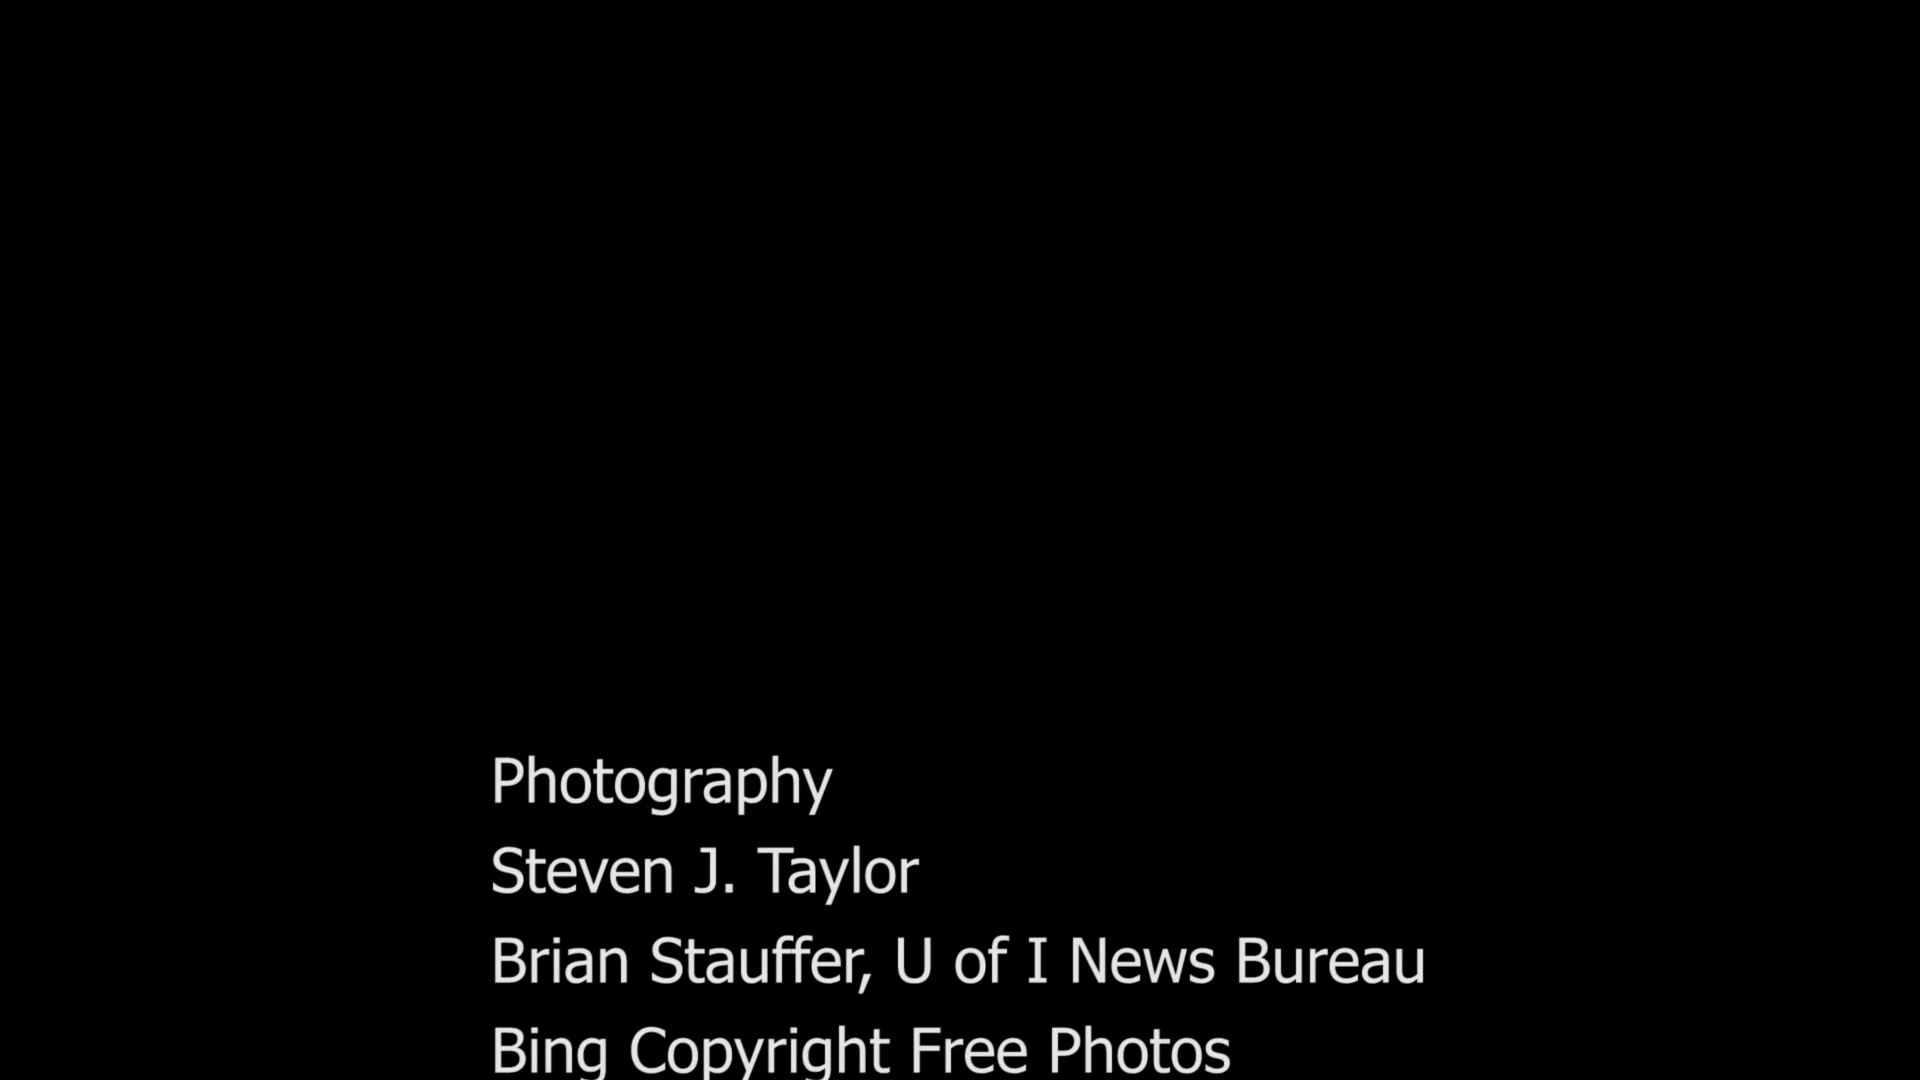 Photography
Steven J. Taylor
Brian Stauffer, U of I News Bureau
Bing Copyright Free Photos